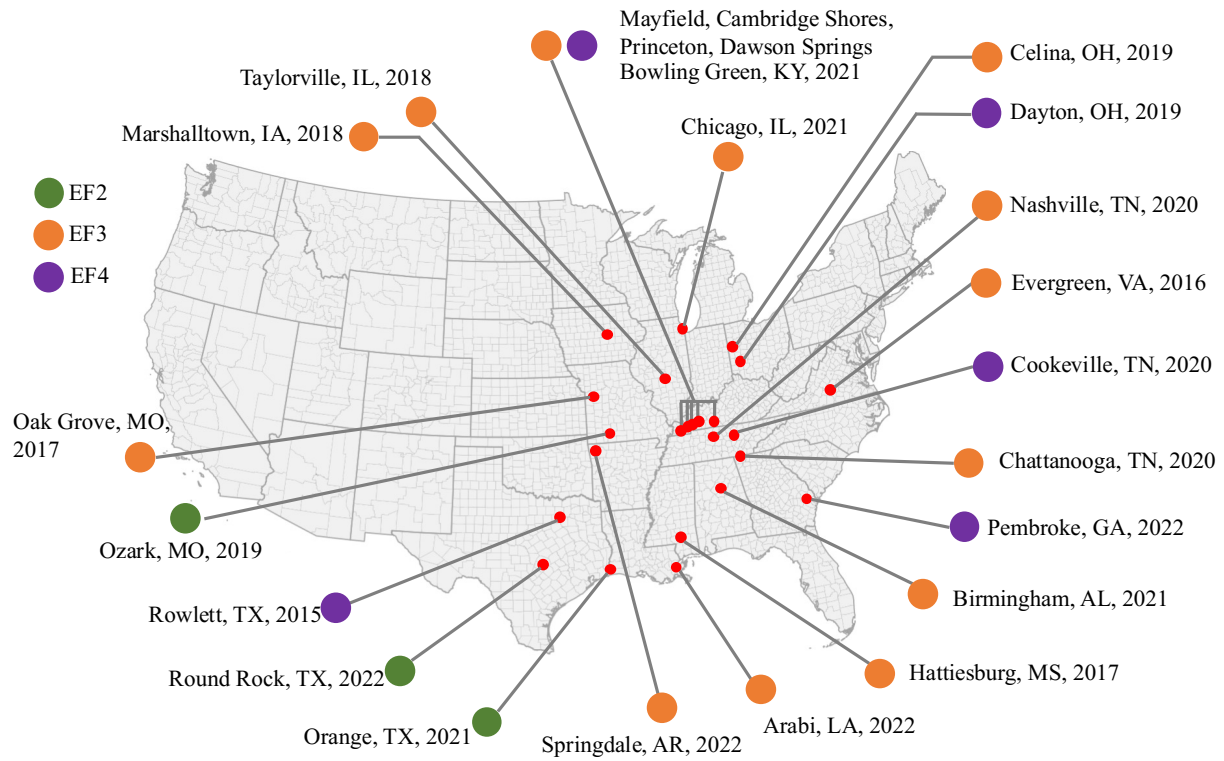 Mayfield, Cambridge Shores,
Princeton, Dawson Springs
Bowling Green, KY, 2021
Celina, OH, 2019
Taylorville, IL, 2018
Dayton, OH, 2019
Marshalltown, IA, 2018
Chicago, IL, 2021
EF2
EF3
EF4
Nashville, TN, 2020
Evergreen, VA, 2016
Cookeville, TN, 2020
Oak Grove, MO,
2017
Chattanooga, TN, 2020
Ozark, MO, 2019
Pembroke, GA, 2022
Rowlett, TX, 2015
Birmingham, AL, 2021
Round Rock, TX, 2022
Hattiesburg, MS, 2017
Orange, TX, 2021
Arabi, LA, 2022
Springdale, AR, 2022